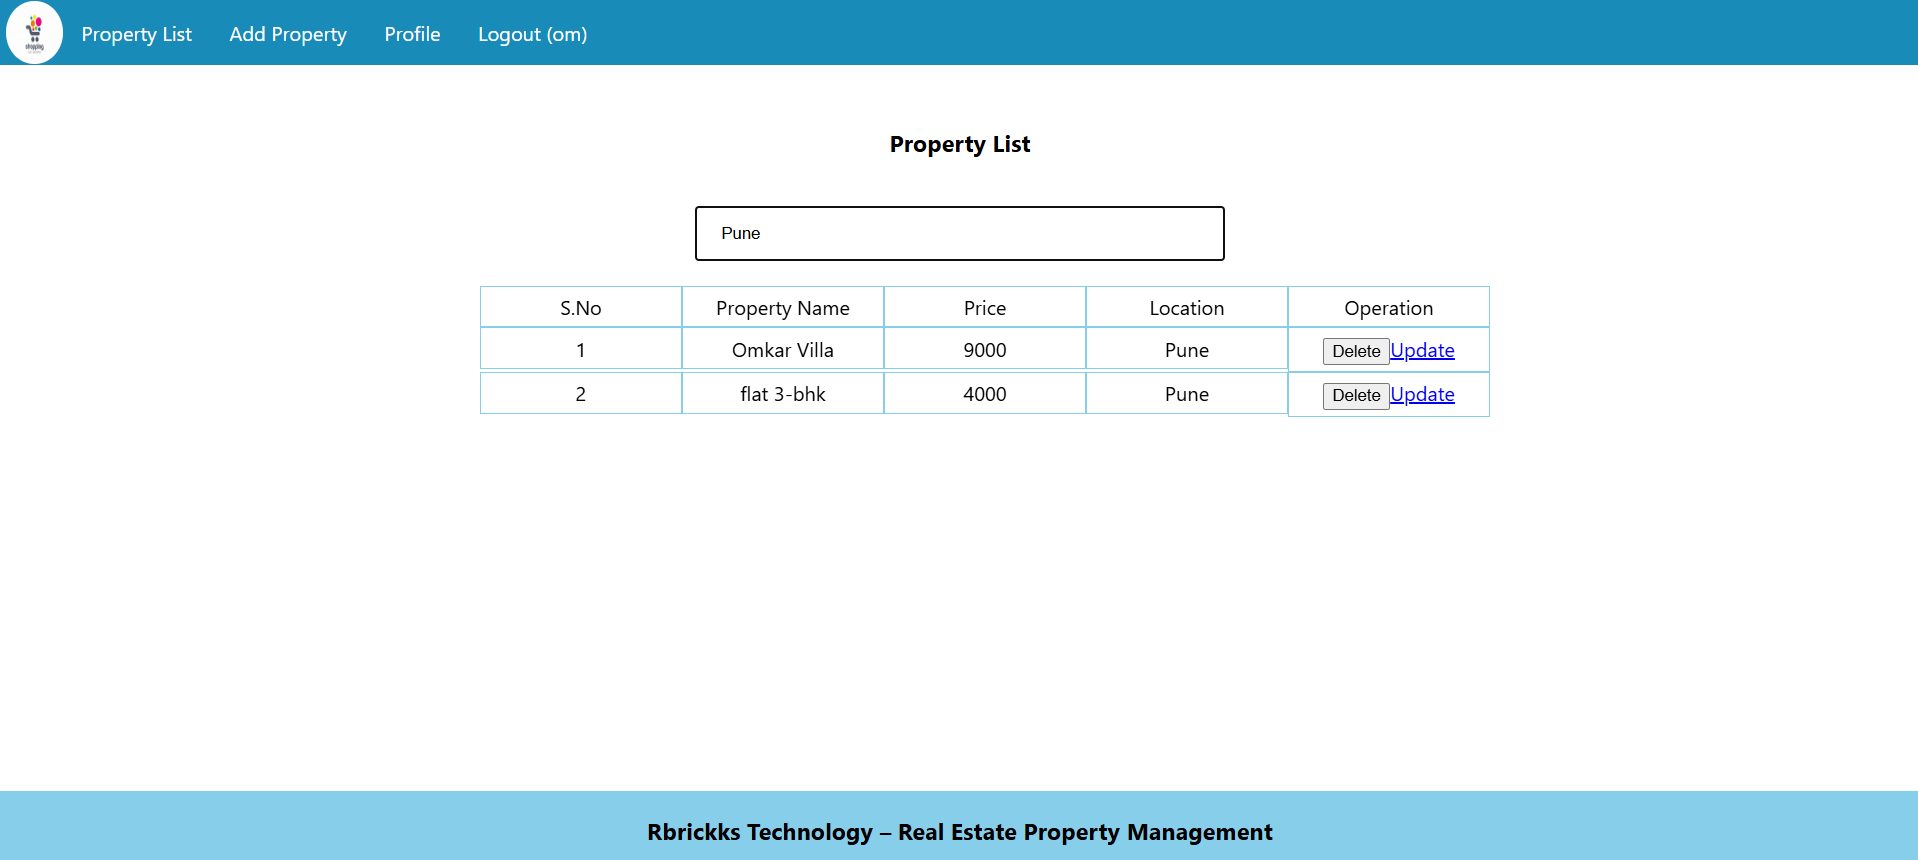 shopping
Property List Add Property Profile Logout (om)
Property List
Pune
S.No Property Name Price Location Operation
1 Omkar Villa 9000 Pune Delete Update
2 flat 3-bhk 4000 Pune Delete Update
Rbrickks Technology – Real Estate Property Management